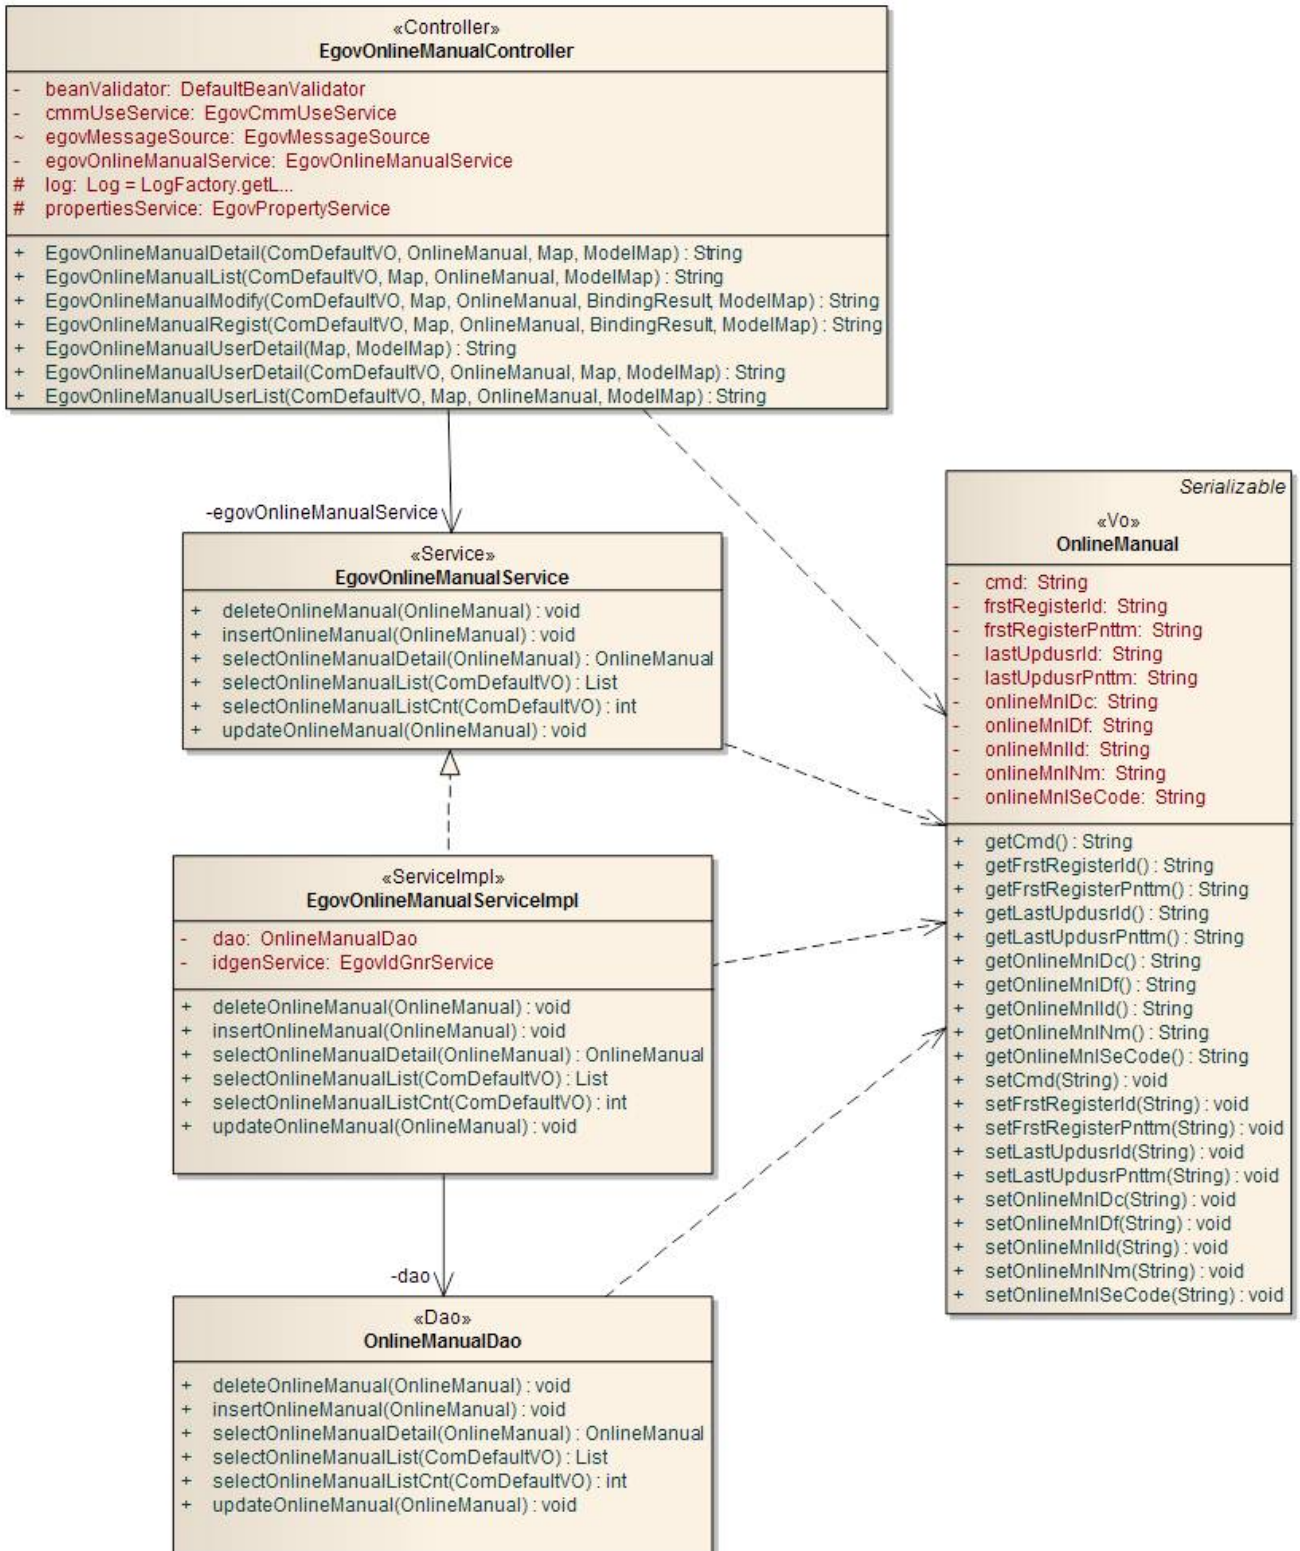 «Controller»
EgovOnlineManualController
- beanValidator: DefaultBeanValidator
- cmmUseService: EgovCmmUseService
~ egovMessageSource: EgovMessageSource
- egovOnlineManualService: EgovOnlineManualService
# log: Log = LogFactory.getL...
# propertiesService: EgovPropertyService
+ EgovOnlineManualDetail(ComDefaultVO, OnlineManual, Map, ModelMap) : String
+ EgovOnlineManualList(ComDefaultVO, Map, OnlineManual, ModelMap) : String
+ EgovOnlineManualModify(ComDefaultVO, Map, OnlineManual, BindingResult, ModelMap) : String
+ EgovOnlineManualRegist(ComDefaultVO, Map, OnlineManual, BindingResult, ModelMap) : String
+ EgovOnlineManualUserDetail(Map, ModelMap) : String
+ EgovOnlineManualUserDetail(ComDefaultVO, OnlineManual, Map, ModelMap) : String
+ EgovOnlineManualUserList(ComDefaultVO, Map, OnlineManual, ModelMap) : String
-egovOnlineManualService
«Service»
EgovOnlineManualService
+ deleteOnlineManual(OnlineManual) : void
+ insertOnlineManual(OnlineManual) : void
+ selectOnlineManualDetail(OnlineManual) : OnlineManual
+ selectOnlineManualList(ComDefaultVO) : List
+ selectOnlineManualListCnt(ComDefaultVO) : int
+ updateOnlineManual(OnlineManual) : void
«ServiceImpl»
EgovOnlineManualServiceImpl
- dao: OnlineManualDao
- idgenService: EgovIdGnrService
+ deleteOnlineManual(OnlineManual) : void
+ insertOnlineManual(OnlineManual) : void
+ selectOnlineManualDetail(OnlineManual) : OnlineManual
+ selectOnlineManualList(ComDefaultVO) : List
+ selectOnlineManualListCnt(ComDefaultVO) : int
+ updateOnlineManual(OnlineManual) : void
-dao
«Dao»
OnlineManualDao
+ deleteOnlineManual(OnlineManual) : void
+ insertOnlineManual(OnlineManual) : void
+ selectOnlineManualDetail(OnlineManual) : OnlineManual
+ selectOnlineManualList(ComDefaultVO) : List
+ selectOnlineManualListCnt(ComDefaultVO) : int
+ updateOnlineManual(OnlineManual) : void
Serializable
«Vo»
OnlineManual
- cmd: String
- frstRegisterId: String
- frstRegisterPnttm: String
- lastUpdusrId: String
- lastUpdusrPnttm: String
- onlineMnlDc: String
- onlineMnlDf: String
- onlineMnlId: String
- onlineMnlNm: String
- onlineMnlSeCode: String
+ getCmd() : String
+ getFrstRegisterId() : String
+ getFrstRegisterPnttm() : String
+ getLastUpdusrId() : String
+ getLastUpdusrPnttm() : String
+ getOnlineMnlDc() : String
+ getOnlineMnlDf() : String
+ getOnlineMnlId() : String
+ getOnlineMnlNm() : String
+ getOnlineMnlSeCode() : String
+ setCmd(String) : void
+ setFrstRegisterId(String) : void
+ setFrstRegisterPnttm(String) : void
+ setLastUpdusrId(String) : void
+ setLastUpdusrPnttm(String) : void
+ setOnlineMnlDc(String) : void
+ setOnlineMnlDf(String) : void
+ setOnlineMnlId(String) : void
+ setOnlineMnlNm(String) : void
+ setOnlineMnlSeCode(String) : void